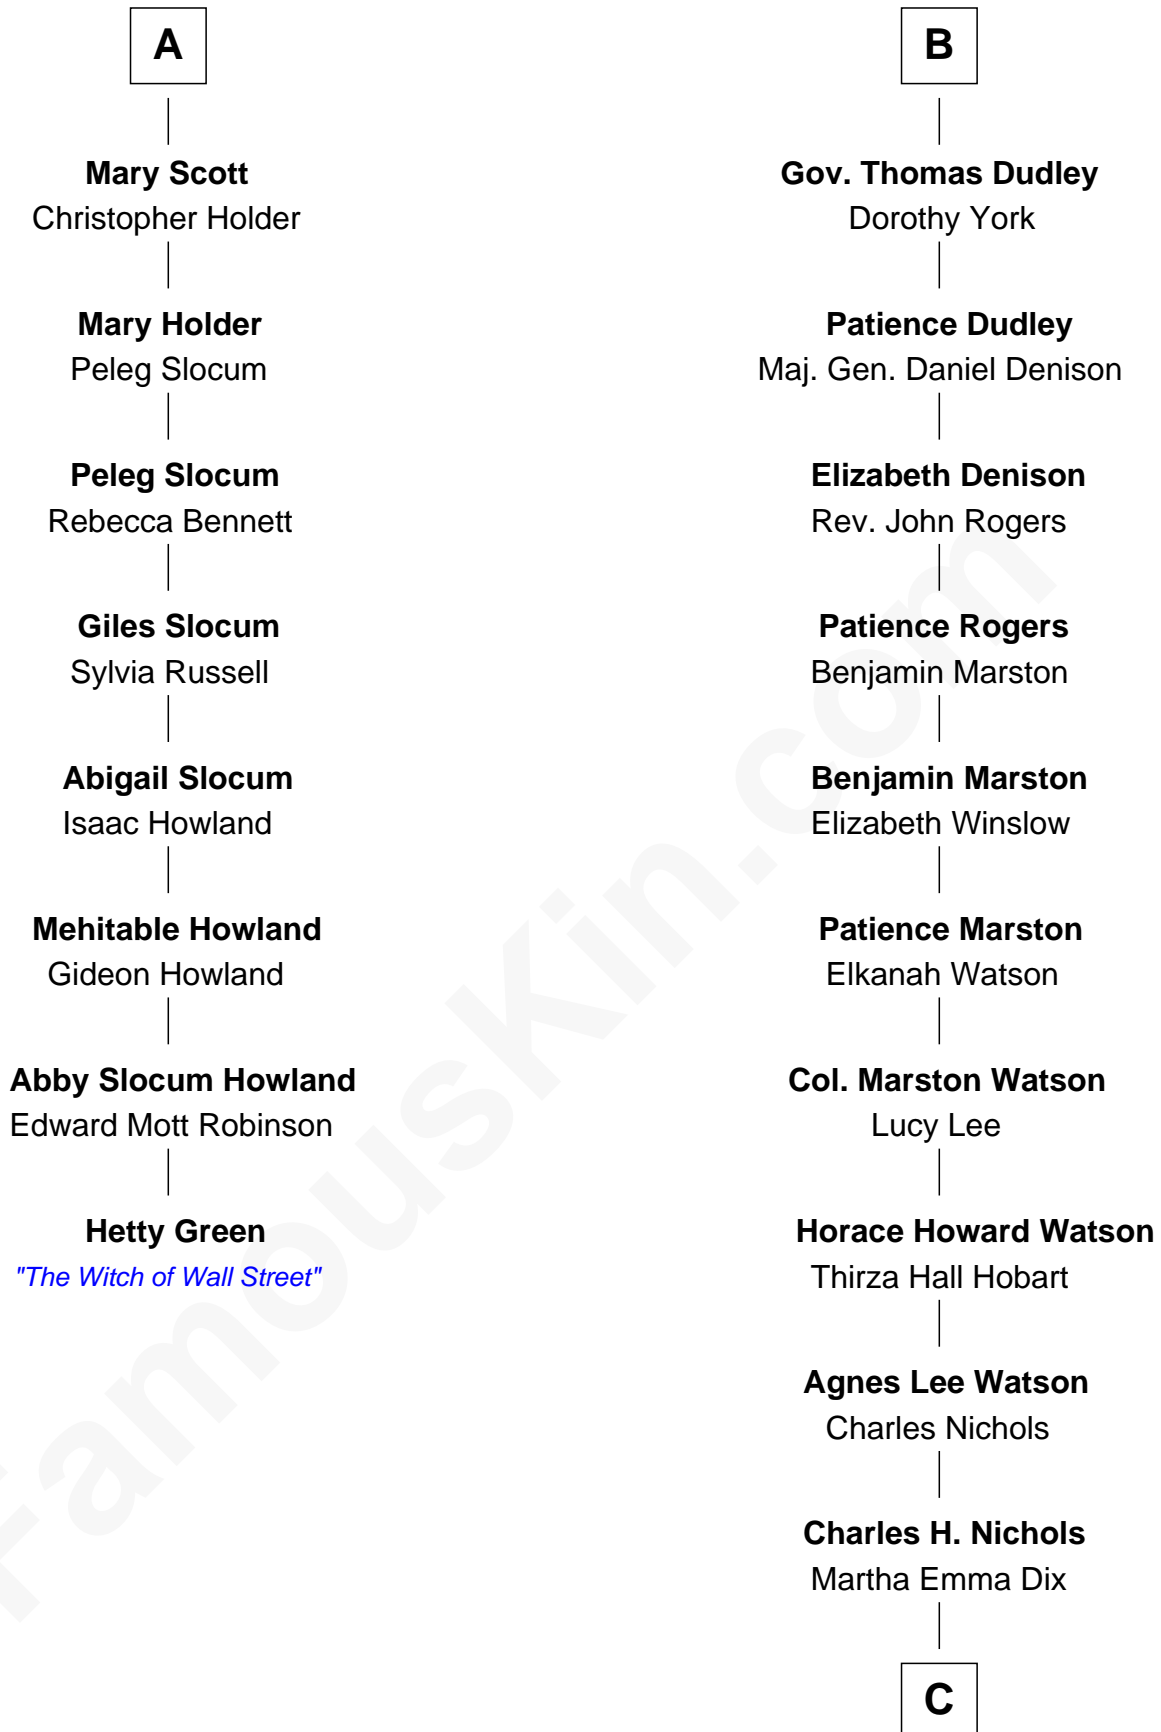 A
Mary Scott
Christopher Holder
Mary Holder
Peleg Slocum
Peleg Slocum
Rebecca Bennett
Giles Slocum
Sylvia Russell
Abigail Slocum
Isaac Howland
Mehitable Howland
Gideon Howland
Abby Slocum Howland
Edward Mott Robinson
Hetty Green
"The Witch of Wall Street"
B
Gov. Thomas Dudley
Dorothy York
Patience Dudley
Maj. Gen. Daniel Denison
Elizabeth Denison
Rev. John Rogers
Patience Rogers
Benjamin Marston
Benjamin Marston
Elizabeth Winslow
Patience Marston
Elkanah Watson
Col. Marston Watson
Lucy Lee
Horace Howard Watson
Thirza Hall Hobart
Agnes Lee Watson
Charles Nichols
Charles H. Nichols
Martha Emma Dix
C
FamousKin.com